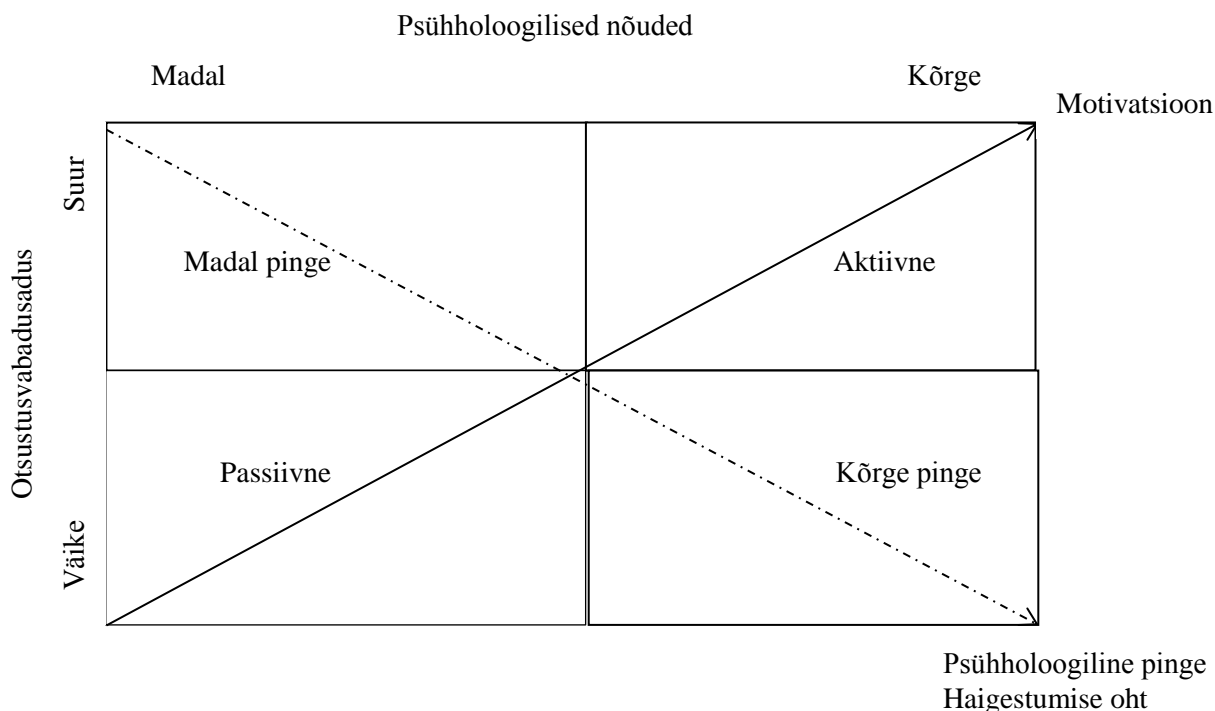 Psühholoogilised nõuded
Madal
Kõrge
Motivatsioon
Suur
Madal pinge
Aktiivne
Otsustusvabadusadus
Passiivne
Kõrge pinge
Väike
Psühholoogiline pinge
Haigestumise oht